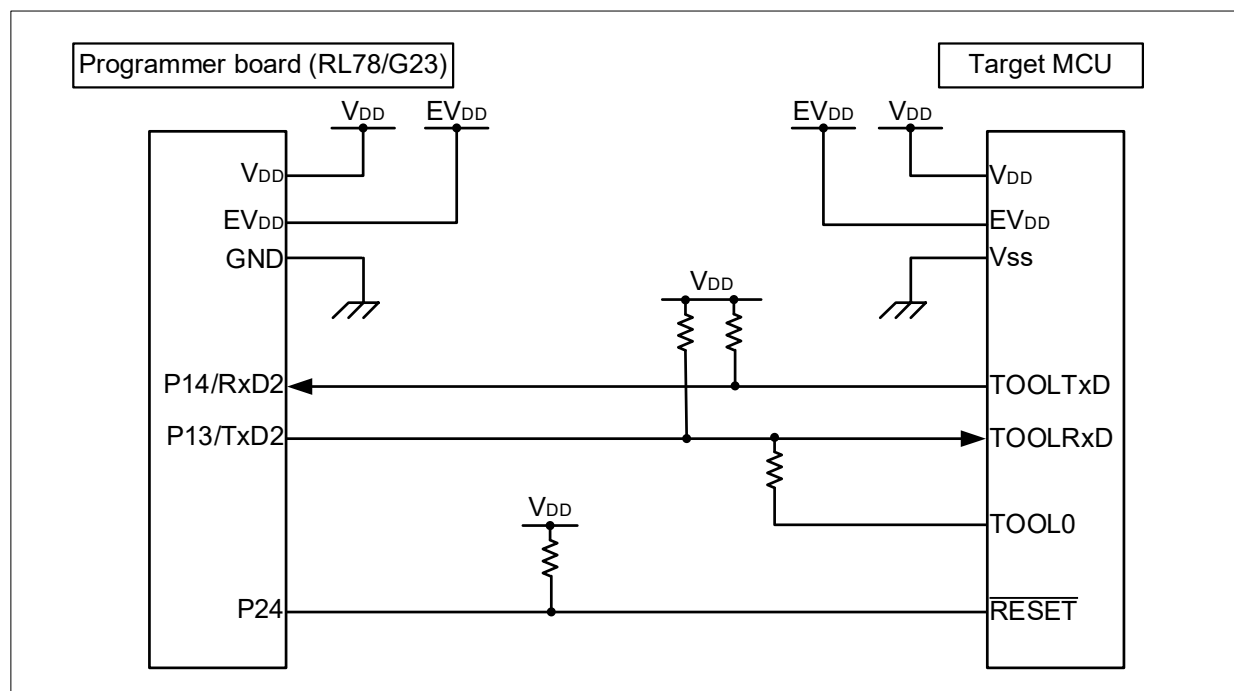 Programmer board (RL78/G23)
Target MCU
VDD
EVDD
EVDD
VDD
VDD
VDD
EVDD
EVDD
GND
Vss
VDD
P14/RxD2
TOOLTxD
P13/TxD2
TOOLRxD
VDD
TOOL0
P24
RESET